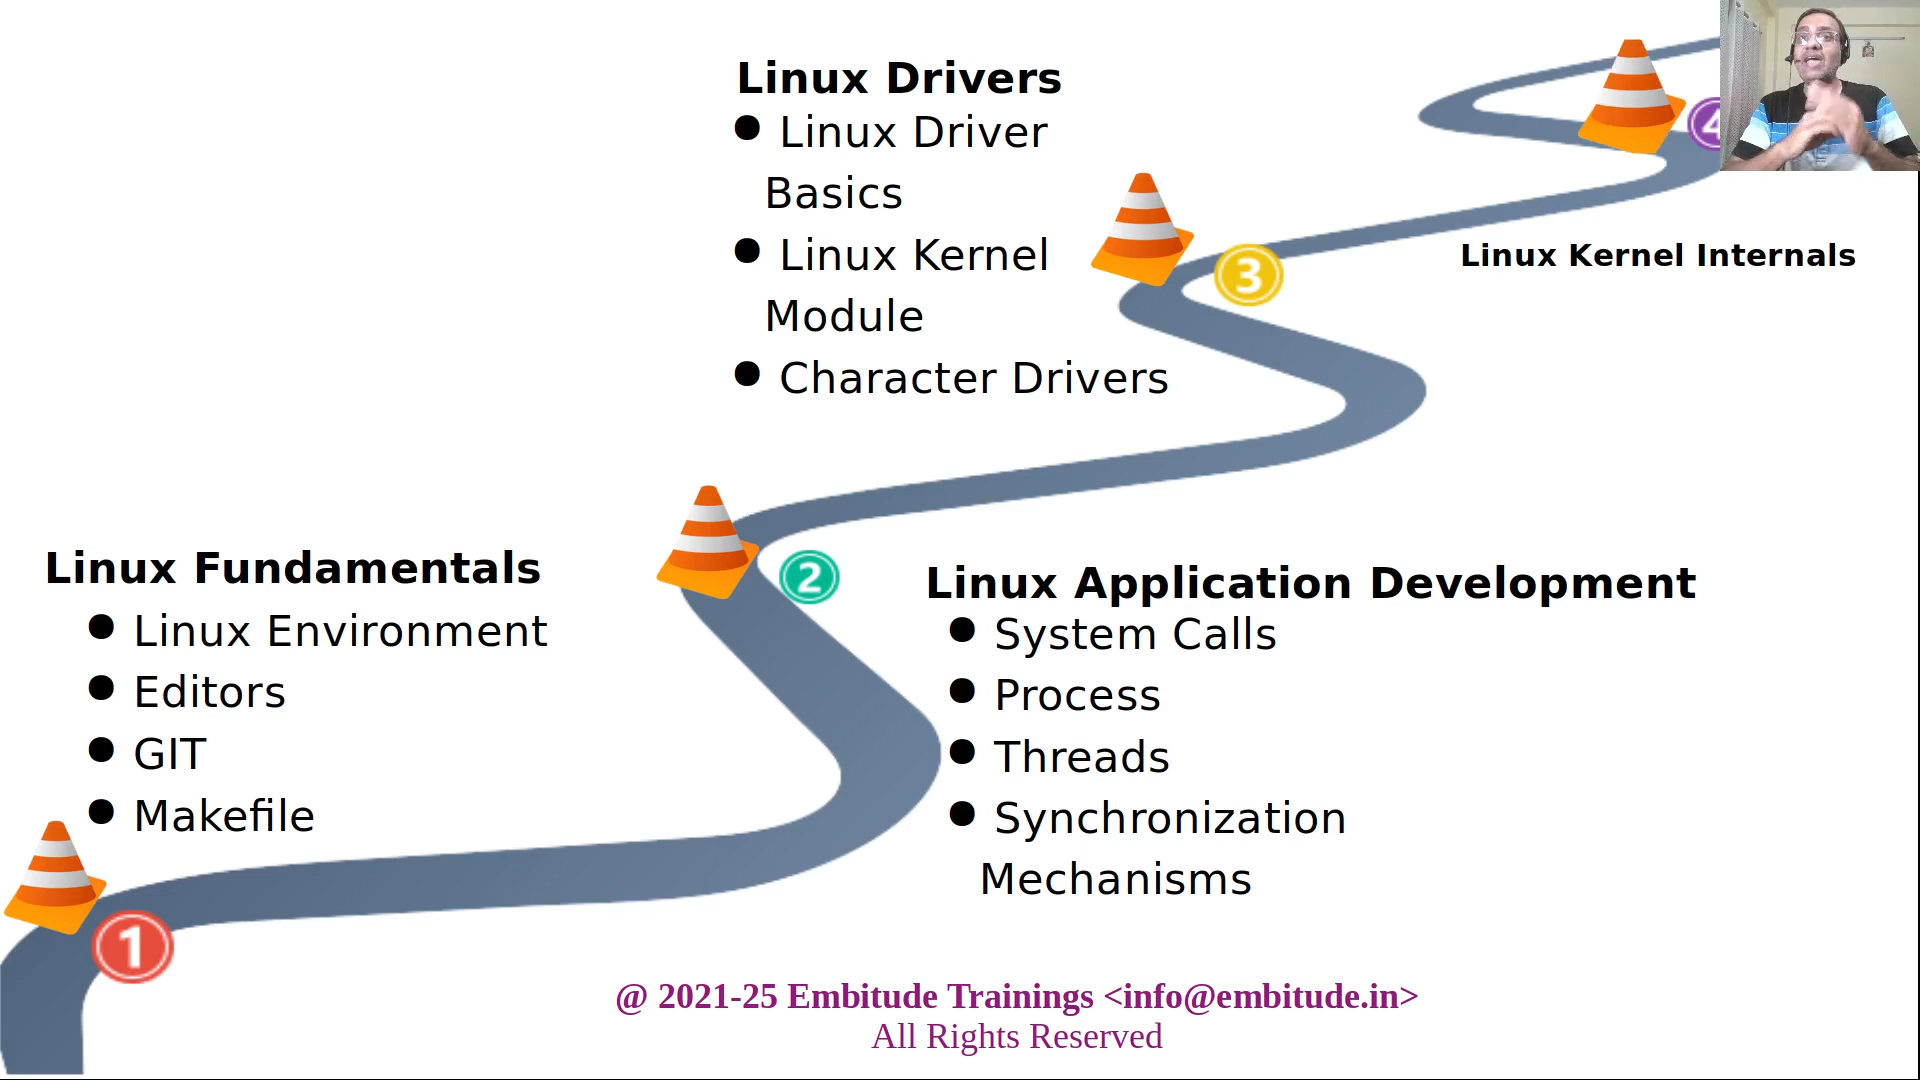 Linux Drivers
● Linux Driver
Basics
● Linux Kernel
Module
● Character Drivers
4
Linux Kernel Internals
3
Linux Fundamentals
● Linux Environment
● Editors
● GIT
● Makefile
2
Linux Application Development
● System Calls
● Process
● Threads
● Synchronization
Mechanisms
1
@ 2021-25 Embitude Trainings <info@embitude.in>
All Rights Reserved